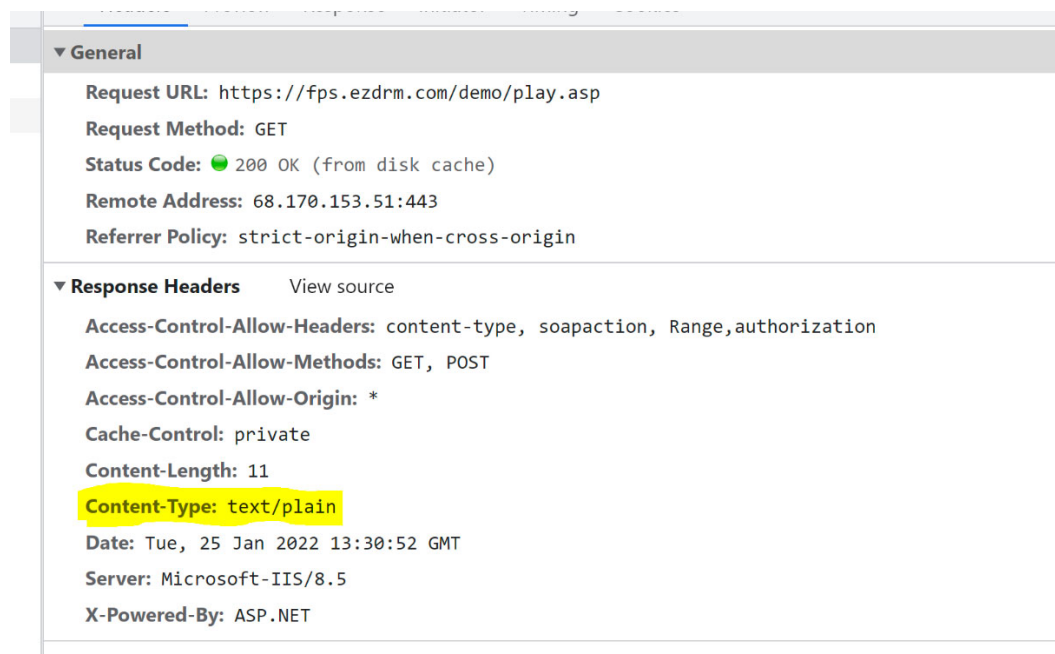 General
Request URL: https://fps.ezdrm.com/demo/play.asp
Request Method: GET
Status Code: 200 OK (from disk cache)
Remote Address: 68.170.153.51:443
Referrer Policy: strict-origin-when-cross-origin
Response Headers View source
Access-Control-Allow-Headers: content-type, soapaction, Range,authorization
Access-Control-Allow-Methods: GET, POST
Access-Control-Allow-Origin: *
Cache-Control: private
Content-Length: 11
Content-Type: text/plain
Date: Tue, 25 Jan 2022 13:30:52 GMT
Server: Microsoft-IIS/8.5
X-Powered-By: ASP.NET